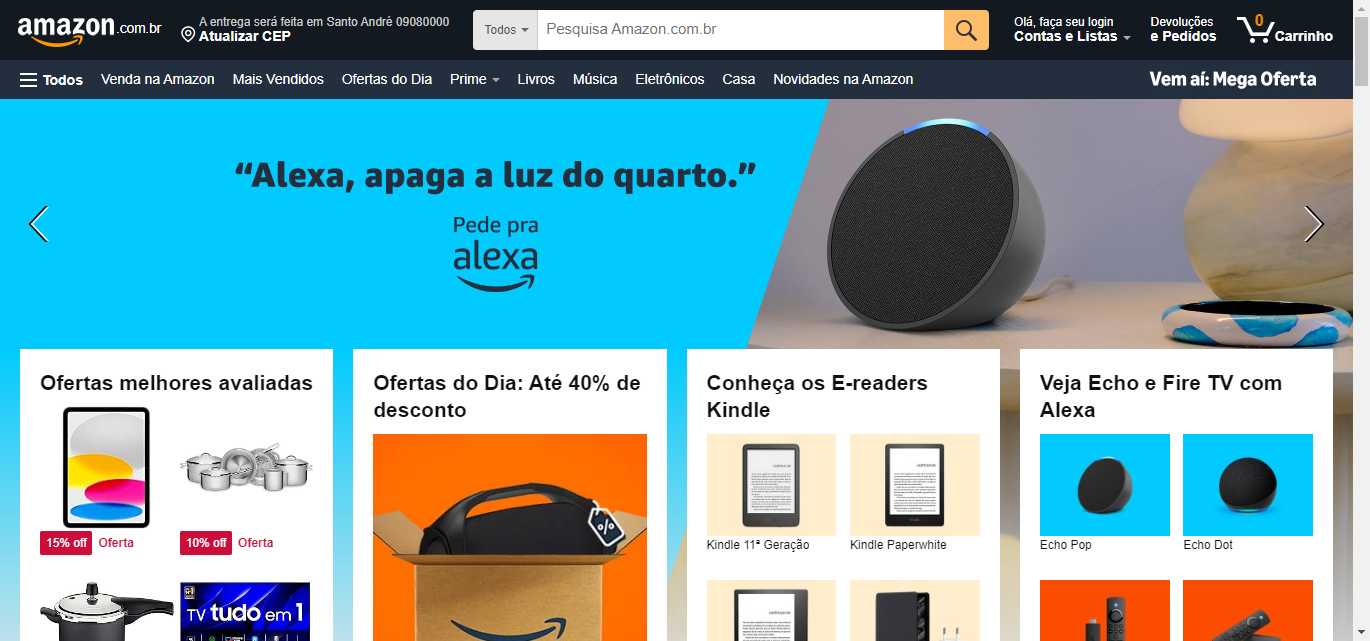 amazon.com.br
A entrega será feita em Santo André 09080000
Atualizar CEP
Todos
Pesquisa Amazon.com.br
Olá, faça seu login
Contas e Listas
Devoluções
e Pedidos
0
Carrinho
Todos
Venda na Amazon
Mais Vendidos
Ofertas do Dia
Prime
Livros
Música
Eletrônicos
Casa
Novidades na Amazon
Vem aí: Mega Oferta
“Alexa, apaga a luz do quarto.”
Pede pra
alexa
Ofertas melhores avaliadas
15% off Oferta
10% off Oferta
TV tudo em 1
Ofertas do Dia: Até 40% de
desconto
%
Conheça os E-readers
Kindle
Kindle 11ª Geração
Kindle Paperwhite
Veja Echo e Fire TV com
Alexa
Echo Pop
Echo Dot